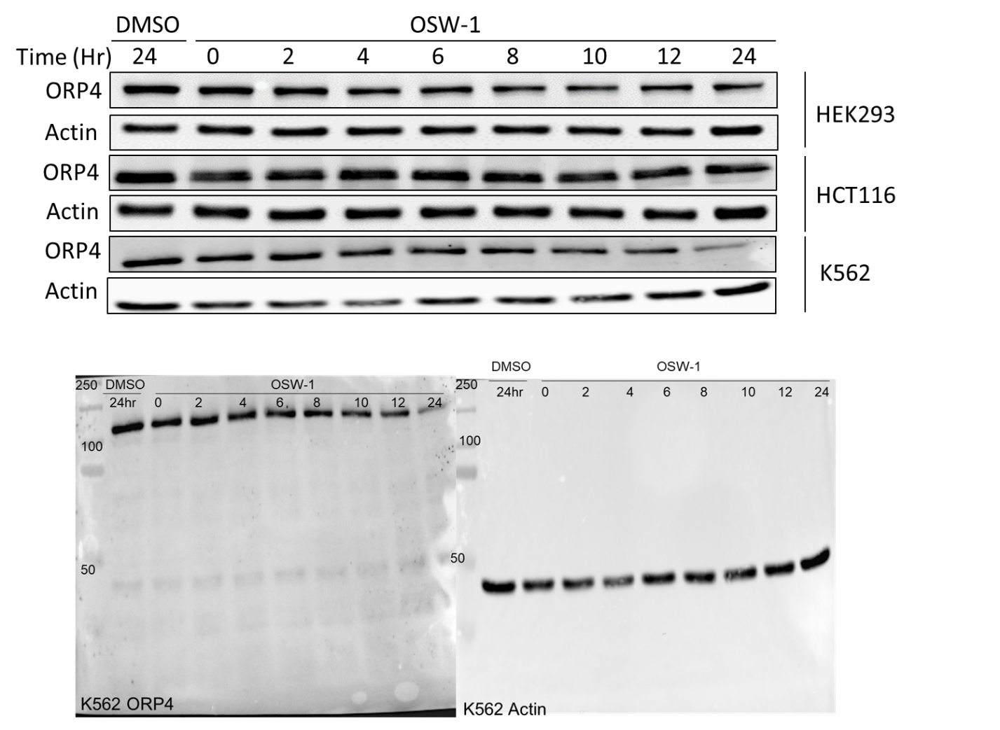 DMSO OSW-1
Time (Hr) 24 0 2 4 6 8 10 12 24
ORP4
Actin
HEK293
ORP4
Actin
HCT116
ORP4
Actin
K562
250 DMSO OSW-1
24hr 0 2 4 6 8 10 12 24
100
50
K562 ORP4
DMSO OSW-1
250
24hr 0 2 4 6 8 10 12 24
100
50
K562 Actin